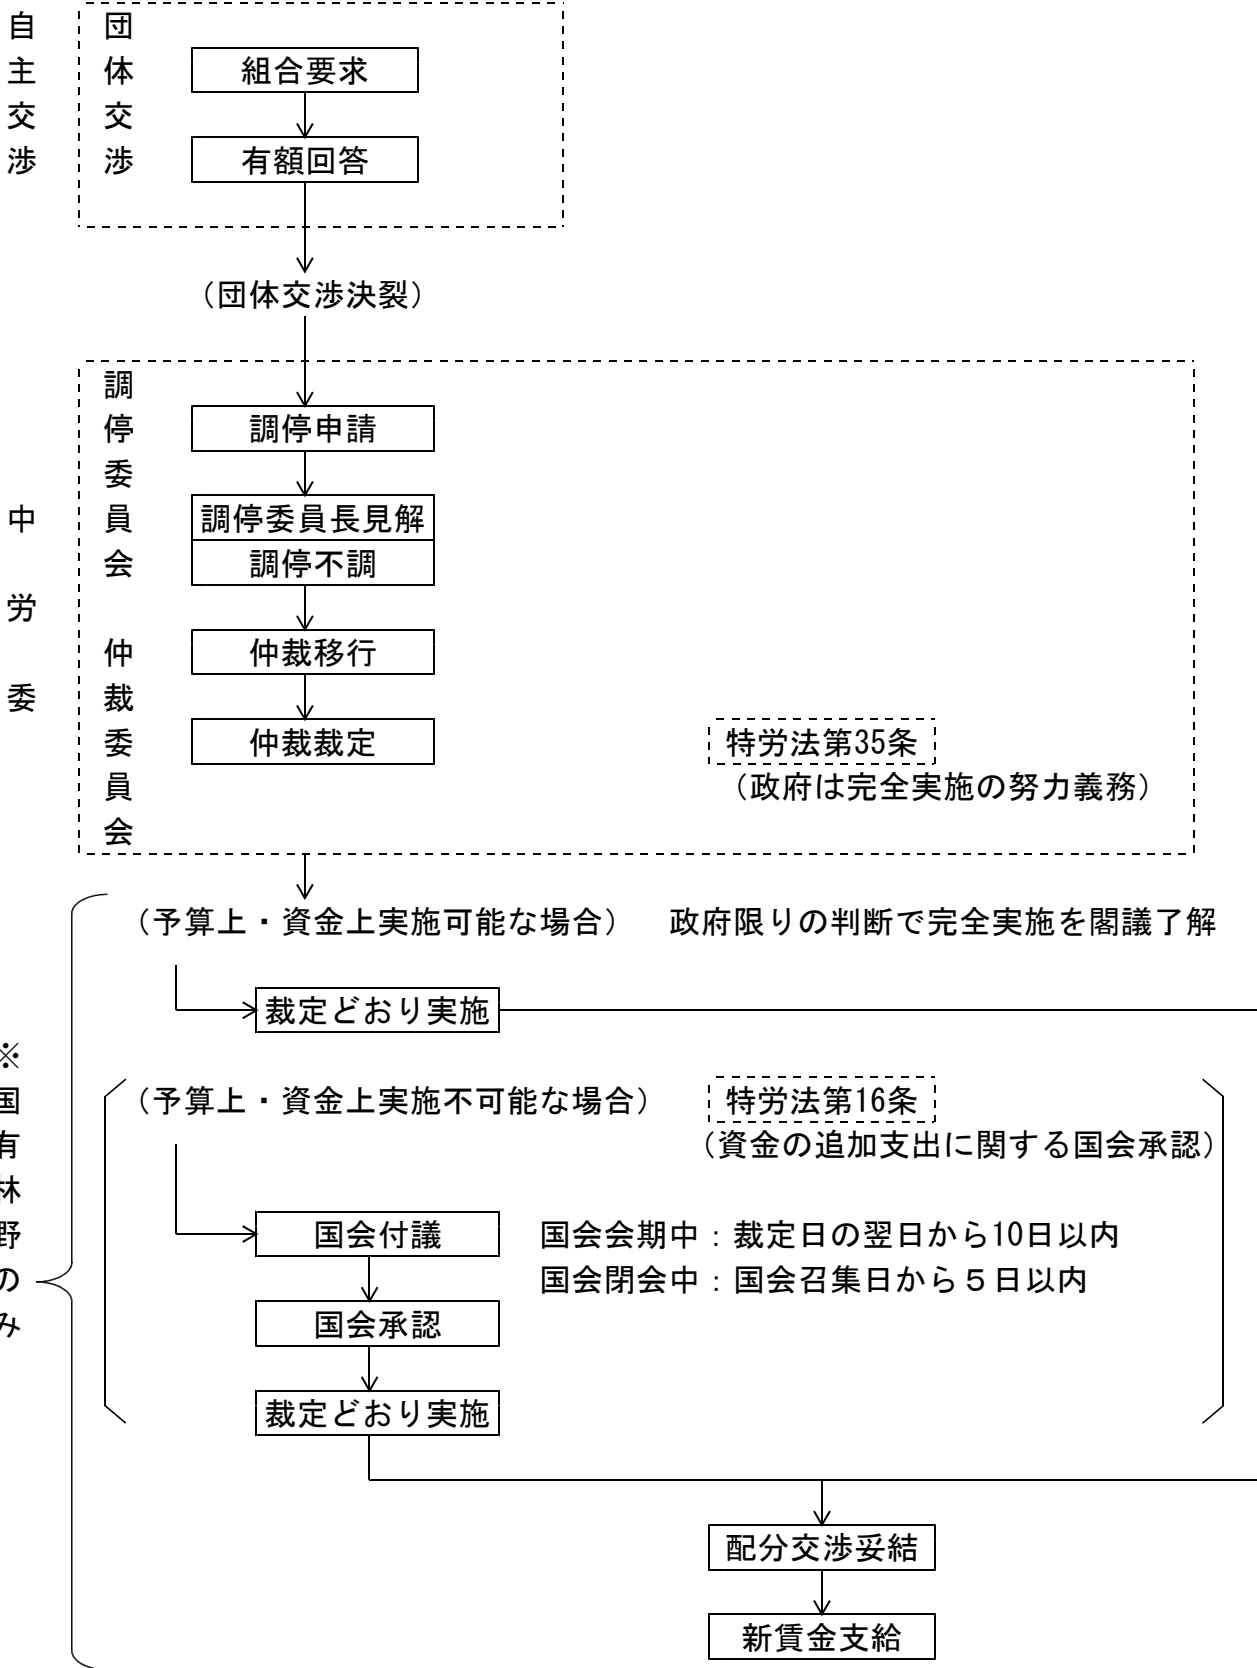 自主交渉
団体交渉
組合要求
有額回答
（団体交渉決裂）
中労委
調停委員会
調停申請
調停委員長見解
調停不調
仲裁委員会
仲裁移行
仲裁裁定
特労法第35条
（政府は完全実施の努力義務）
※国有林野のみ
（予算上・資金上実施可能な場合）　政府限りの判断で完全実施を閣議了解
裁定どおり実施
（予算上・資金上実施不可能な場合）
特労法第16条
（資金の追加支出に関する国会承認）
国会付議
国会会期中：裁定日の翌日から10日以内
国会閉会中：国会召集日から５日以内
国会承認
裁定どおり実施
配分交渉妥結
新賃金支給